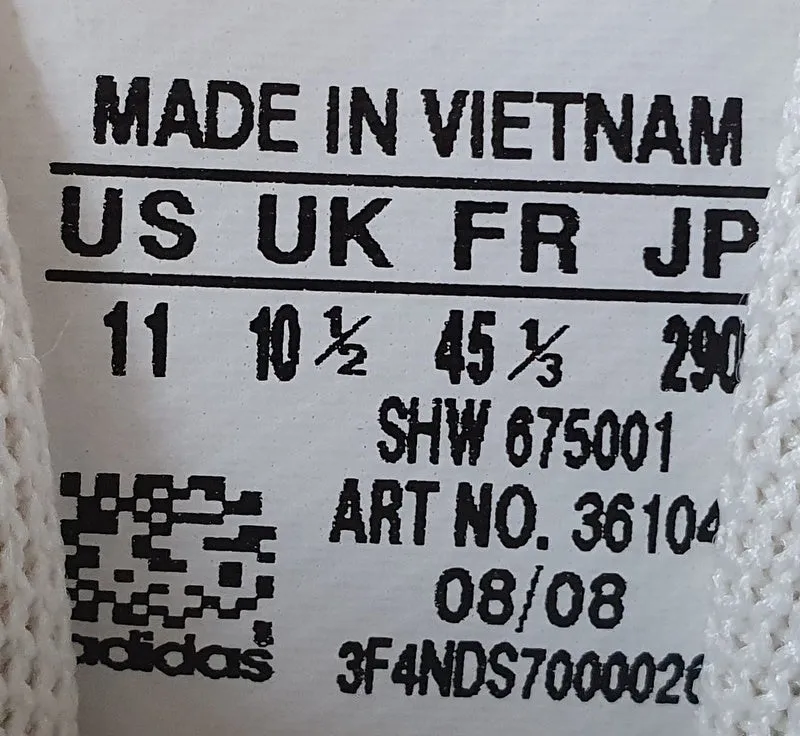 MADE IN VIETNAM
US UK FR JP
11 10 ½ 45 ⅓ 290
SHW 675001
ART NO. 36104
08/08
adidas